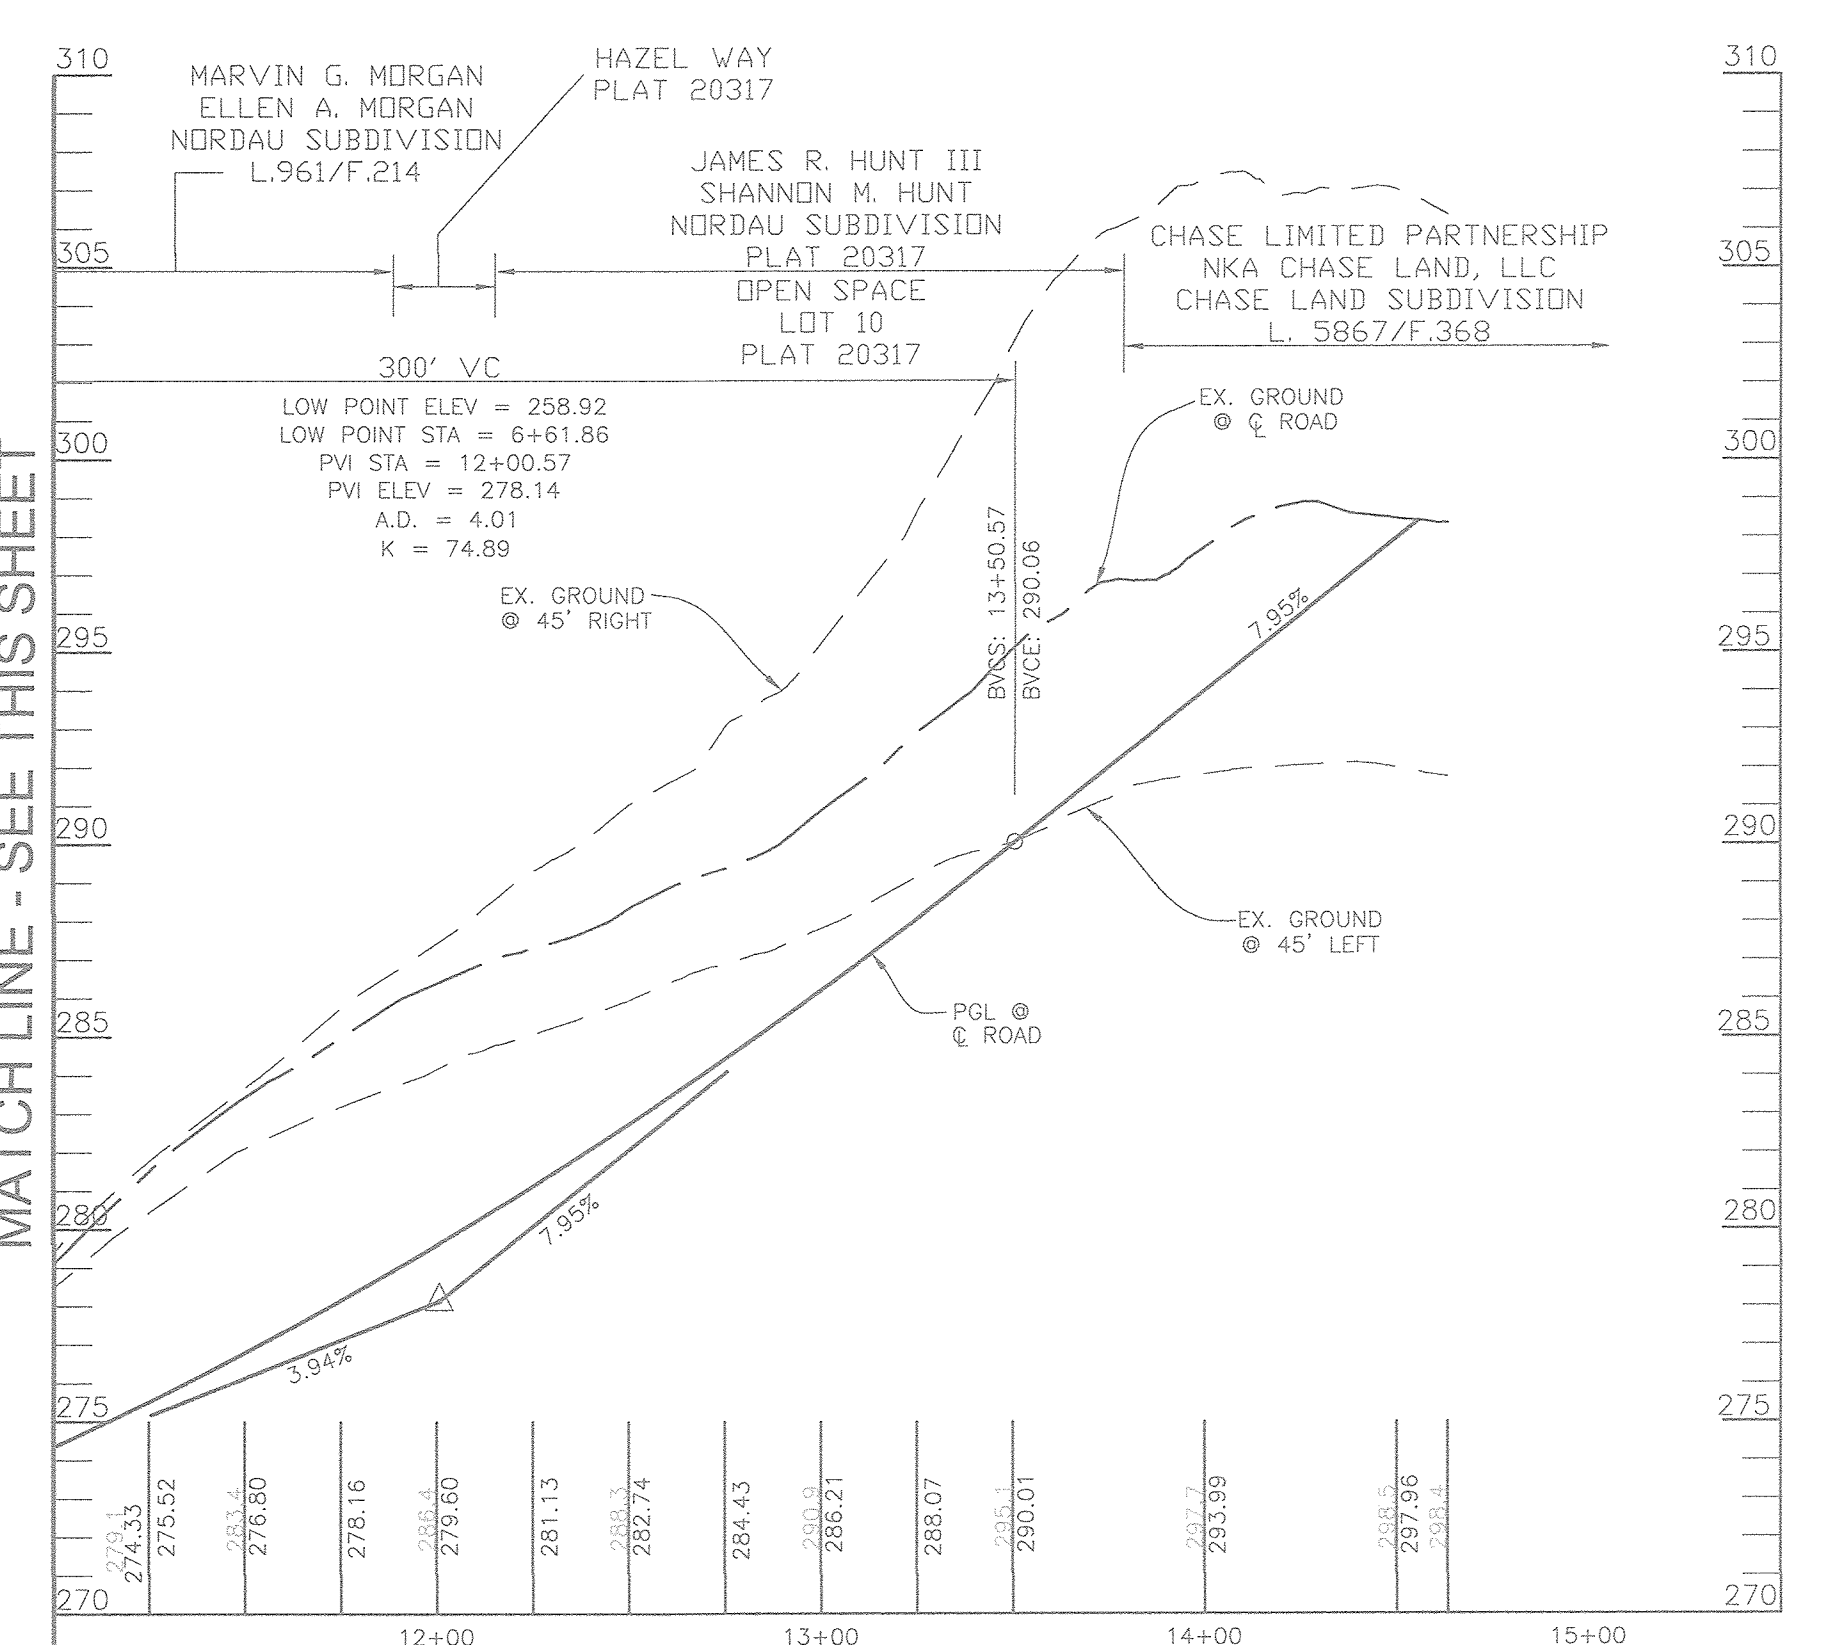 310
MARVIN G. MORGAN
ELLEN A. MORGAN
NORDAU SUBDIVISION
L.961/F.214
HAZEL WAY
PLAT 20317
310
JAMES R. HUNT III
SHANNON M. HUNT
NORDAU SUBDIVISION
PLAT 20317
OPEN SPACE
LOT 10
PLAT 20317
CHASE LIMITED PARTNERSHIP
NKA CHASE LAND, LLC
CHASE LAND SUBDIVISION
L. 5867/F.368
305
305
300' VC
LOW POINT ELEV = 258.92
LOW POINT STA = 6+61.86
PVI STA = 12+00.57
PVI ELEV = 278.14
A.D. = 4.01
K = 74.89
EX. GROUND
@ ℄ ROAD
300
300
MATCH LINE - SEE THIS SHEET
BVCS: 13+50.57
BVCE: 290.06
EX. GROUND
@ 45' RIGHT
7.95%
295
295
290
290
EX. GROUND
@ 45' LEFT
PGL @
℄ ROAD
285
285
280
280
7.95%
3.94%
275
275
279.1
274.33
275.52
283.4
276.80
278.16
286.4
279.60
281.13
288.3
282.74
284.43
290.9
286.21
288.07
295.1
290.01
297.7
293.99
298.5
297.96
298.4
270
270
12+00
13+00
14+00
15+00